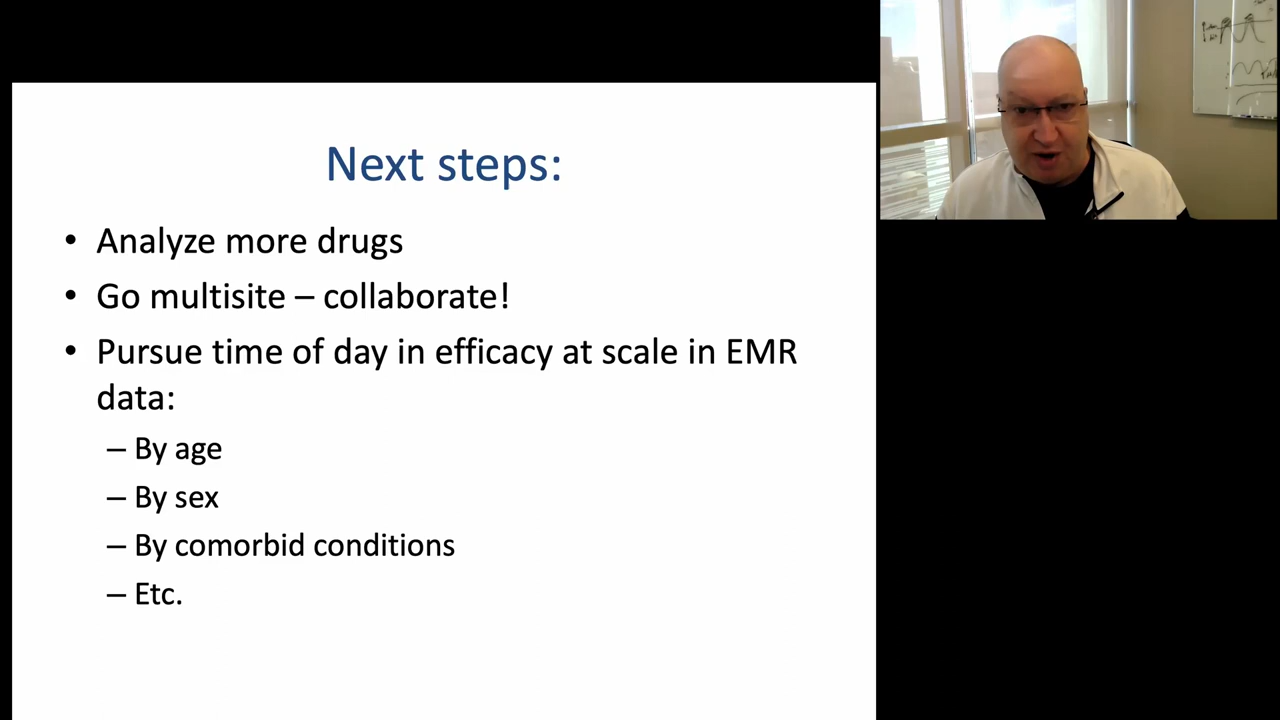 Next steps:
• Analyze more drugs
• Go multisite – collaborate!
• Pursue time of day in efficacy at scale in EMR
data:
– By age
– By sex
– By comorbid conditions
– Etc.